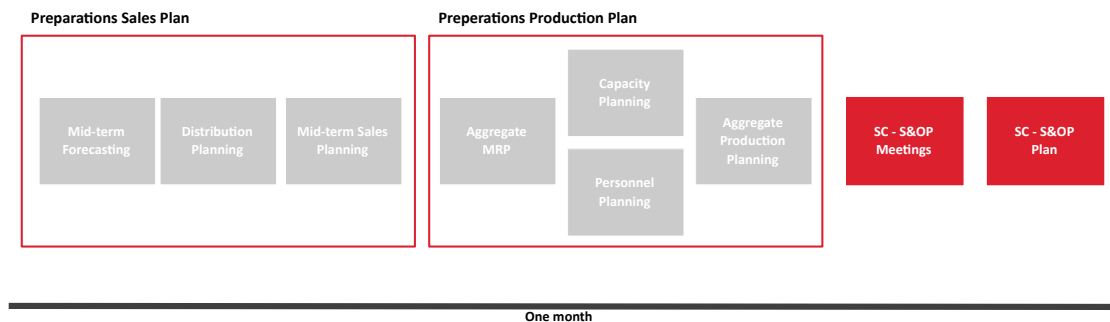 Preparations Sales Plan
Preperations Production Plan
Mid-term
Forecasting
Distribution
Planning
Mid-term Sales
Planning
Aggregate
MRP
Capacity
Planning
Personnel
Planning
Aggregate
Production
Planning
SC - S&OP
Meetings
SC - S&OP
Plan
One month